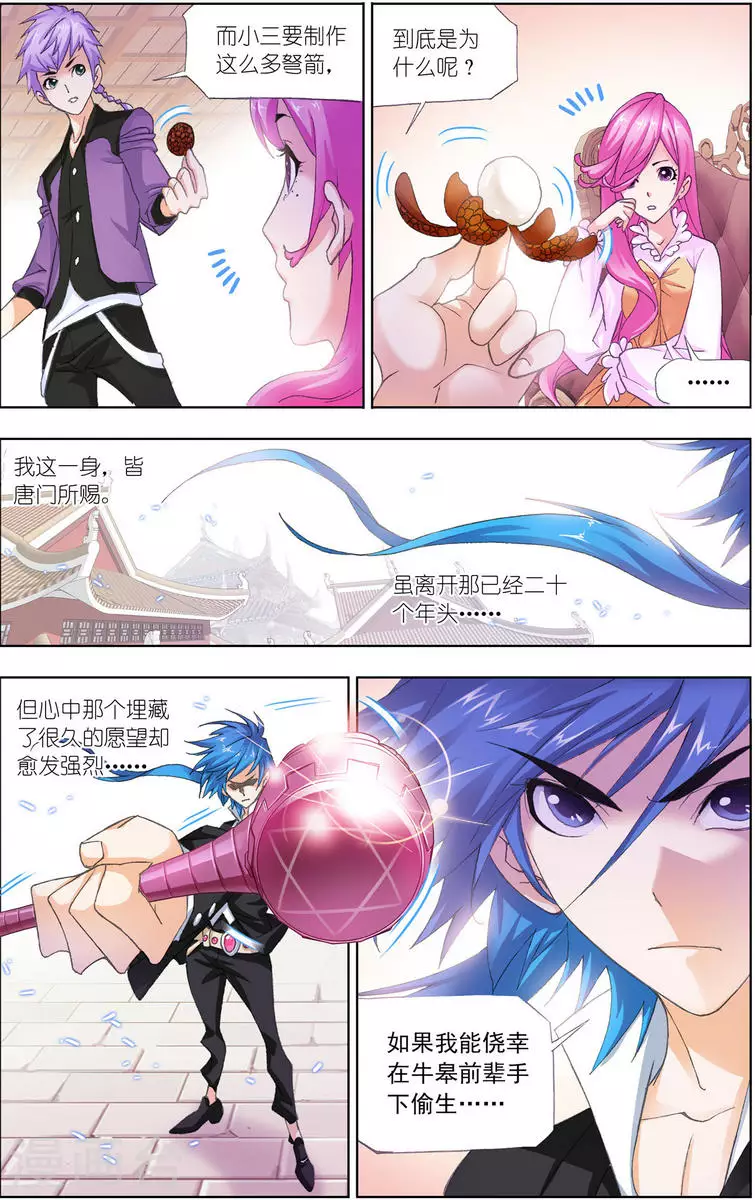 而小三要制作
这么多弩箭，
到底是为
什么呢？
……
我这一身，皆
唐门所赐。
虽离开那已经二十
个年头……
但心中那个埋藏
了很久的愿望却
愈发强烈……
如果我能侥幸
在牛皋前辈手
下偷生……